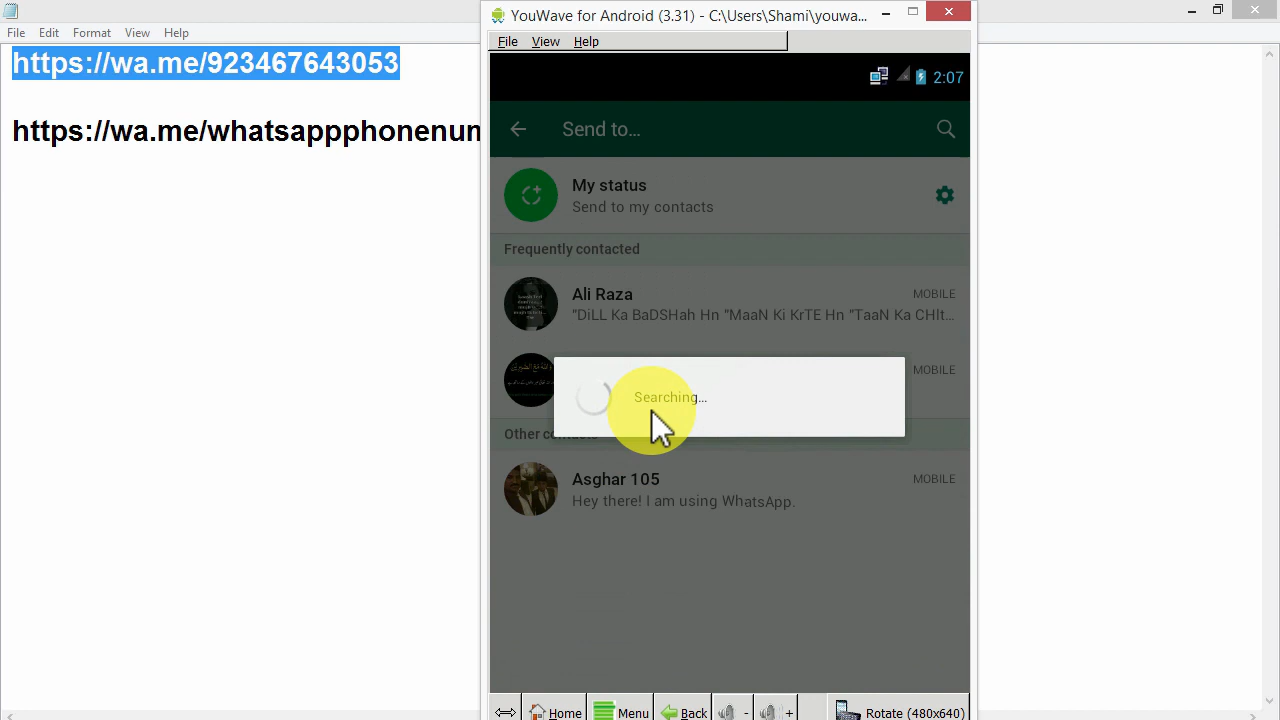 File Edit Format View Help
https://wa.me/923467643053
https://wa.me/whatsappphonenun
YouWave for Android (3.31) - C:\Users\Shami\youwa...
File View Help
2:07
Send to...
My status
Send to my contacts
Frequently contacted
Ali Raza
MOBILE
"DiLL Ka BaDSHah Hn "MaaN Ki KrTE Hn "TaaN Ka CHIt...
MOBILE
Searching...
Other contacts
Asghar 105
MOBILE
Hey there! I am using WhatsApp.
Home Menu Back - + Rotate (480x640)